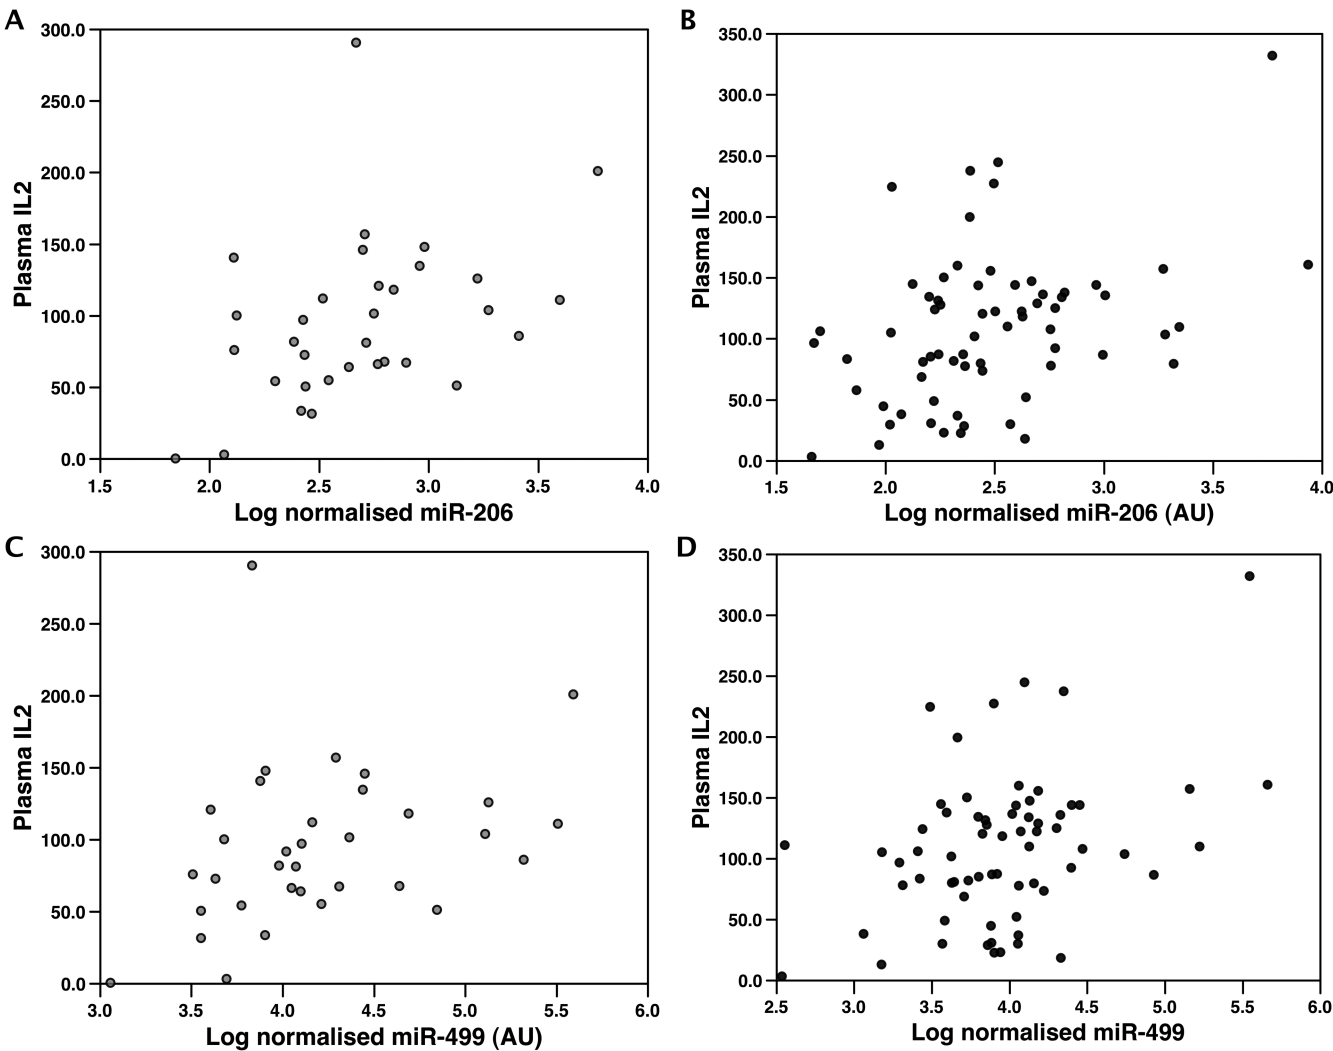 A
300.0
250.0
200.0
150.0
100.0
50.0
0.0
Plasma IL2
1.5 2.0 2.5 3.0 3.5 4.0
Log normalised miR-206
B
350.0
300.0
250.0
200.0
150.0
100.0
50.0
0.0
Plasma IL2
1.5 2.0 2.5 3.0 3.5 4.0
Log normalised miR-206 (AU)
C
300.0
250.0
200.0
150.0
100.0
50.0
0.0
Plasma IL2
3.0 3.5 4.0 4.5 5.0 5.5 6.0
Log normalised miR-499 (AU)
D
350.0
300.0
250.0
200.0
150.0
100.0
50.0
0.0
Plasma IL2
2.5 3.0 3.5 4.0 4.5 5.0 5.5 6.0
Log normalised miR-499